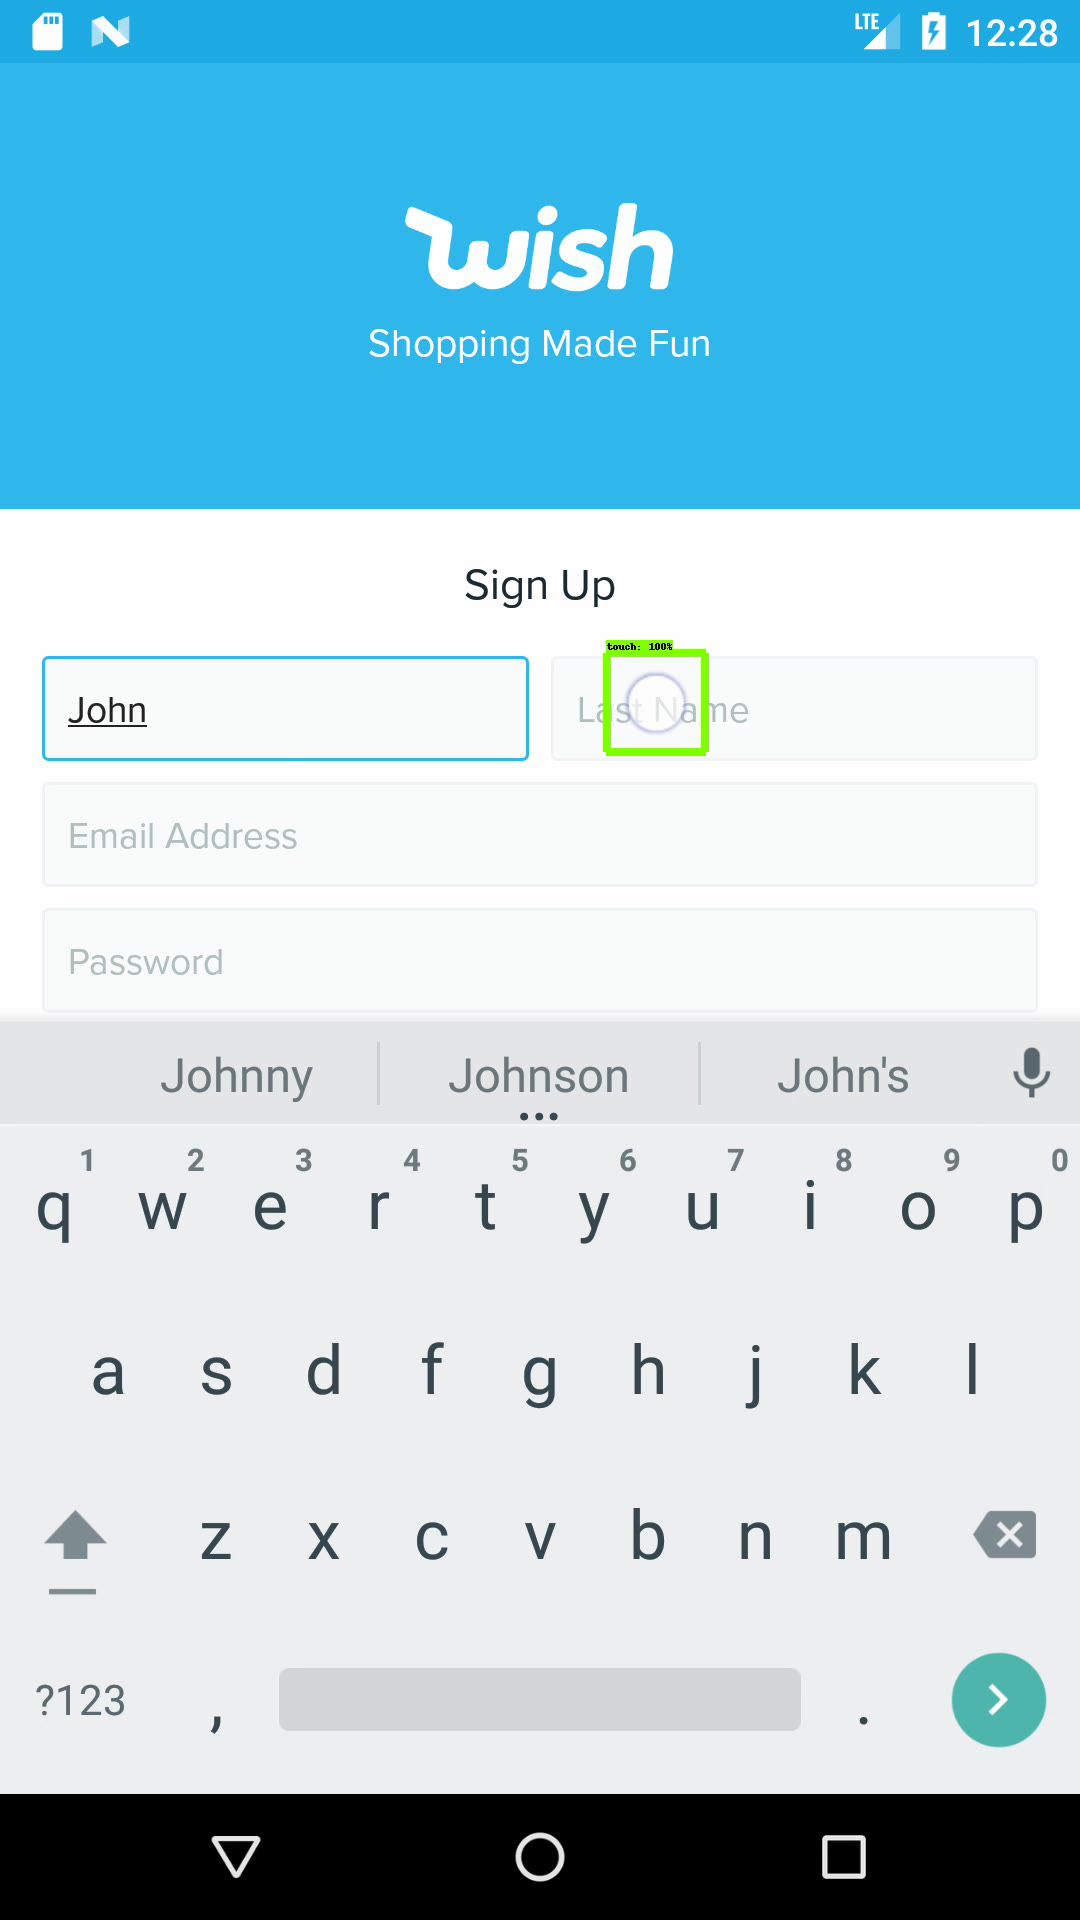 LTE 12:28
wish
Shopping Made Fun
Sign Up
touch: 100%
John Last Name
Email Address
Password
Johnny Johnson John's
1 2 3 4 5 6 7 8 9 0
q w e r t y u i o p
a s d f g h j k l
z x c v b n m
?123 , .